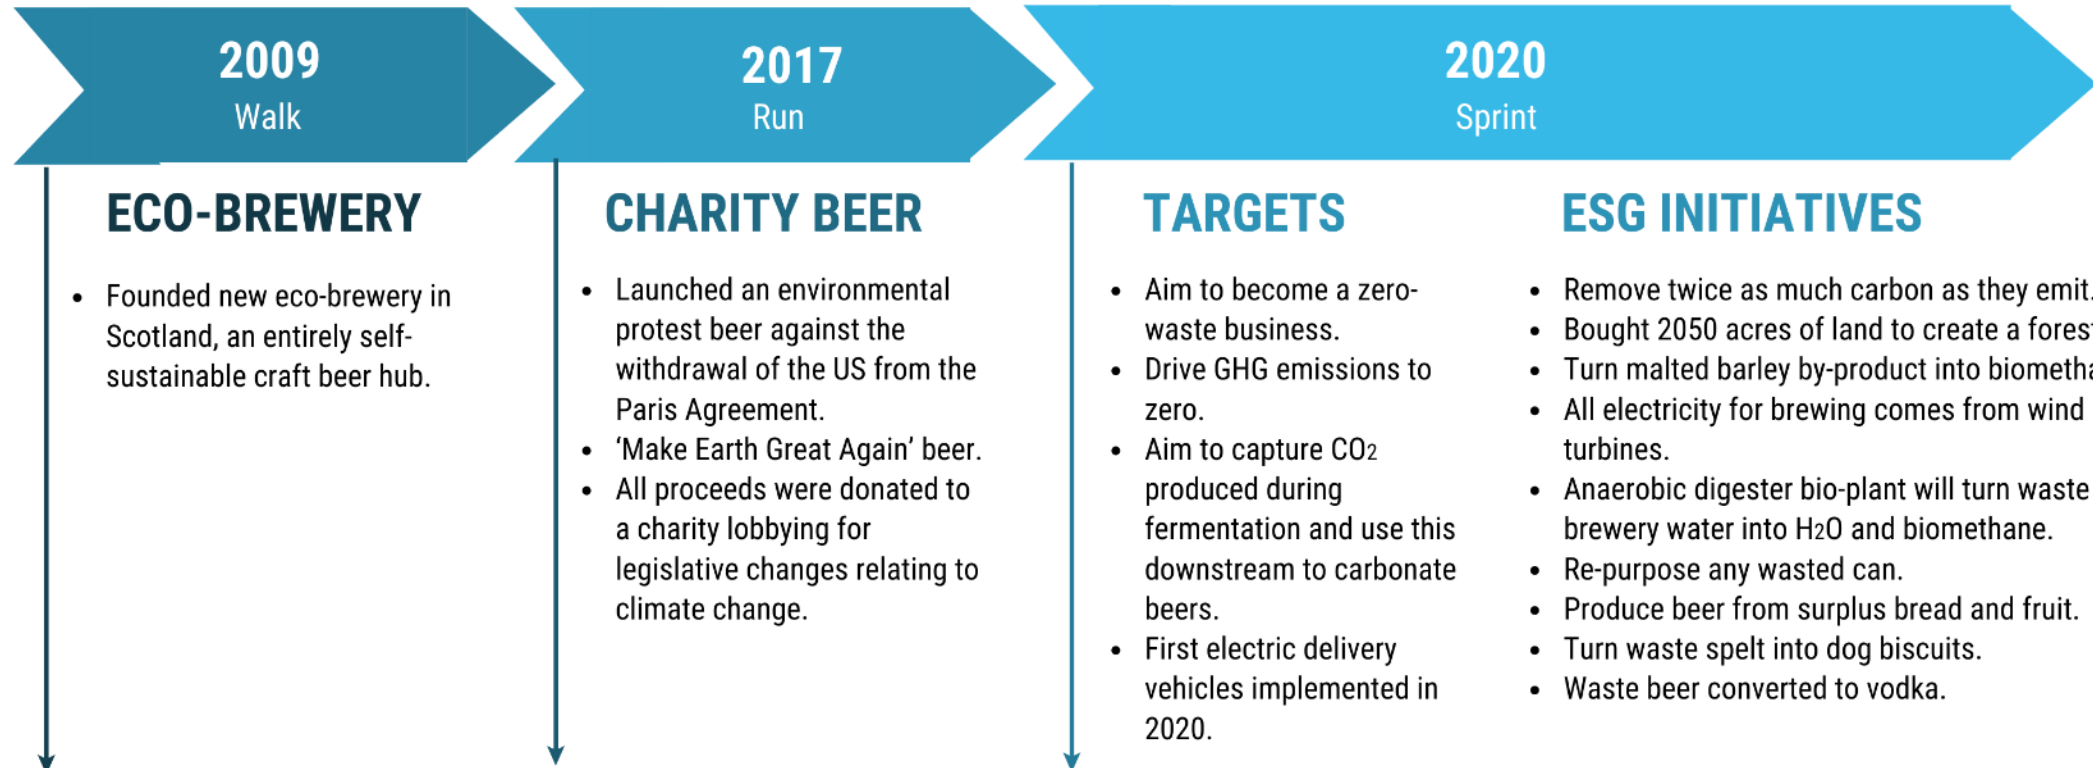 2009
Walk
2017
Run
2020
Sprint
ECO-BREWERY
• Founded new eco-brewery in
Scotland, an entirely self-
sustainable craft beer hub.
CHARITY BEER
• Launched an environmental
protest beer against the
withdrawal of the US from the
Paris Agreement.
• ‘Make Earth Great Again’ beer.
• All proceeds were donated to
a charity lobbying for
legislative changes relating to
climate change.
TARGETS
• Aim to become a zero-
waste business.
• Drive GHG emissions to
zero.
• Aim to capture CO2
produced during
fermentation and use this
downstream to carbonate
beers.
• First electric delivery
vehicles implemented in
2020.
ESG INITIATIVES
• Remove twice as much carbon as they emit.
• Bought 2050 acres of land to create a forest
• Turn malted barley by-product into
• All electricity for brewing comes from wind
turbines.
• Anaerobic digester bio-plant will turn waste
brewery water into H2O and biomethane.
• Re-purpose any wasted can.
• Produce beer from surplus bread and fruit.
• Turn waste spelt into dog biscuits.
• Waste beer converted to vodka.